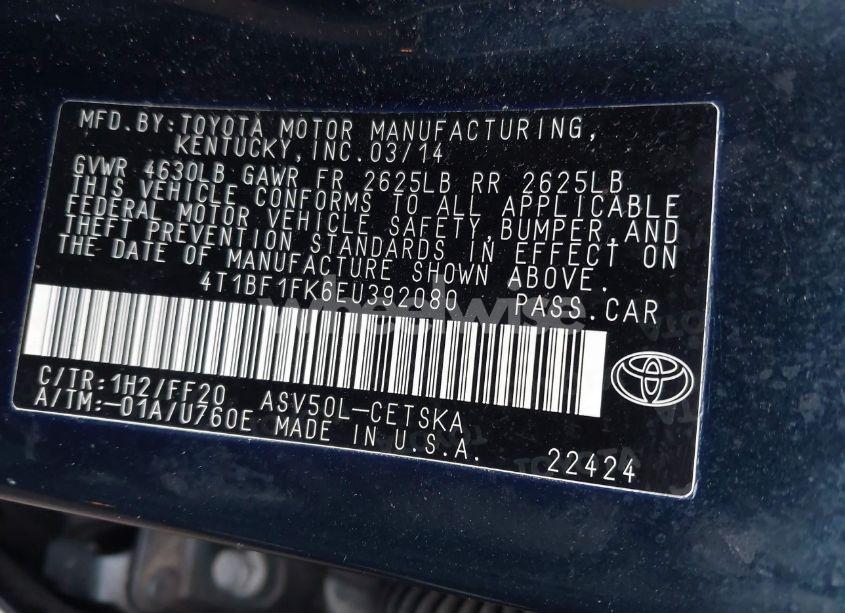 MFD.BY:TOYOTA MOTOR MANUFACTURING,
KENTUCKY,INC.03/14
GVWR 4630LB GAWR FR 2625LB RR 2625LB
THIS VEHICLE CONFORMS TO ALL APPLICABLE
FEDERAL MOTOR VEHICLE SAFETY,BUMPER,AND
THEFT PREVENTION STANDARDS IN EFFECT ON
THE DATE OF MANUFACTURE SHOWN ABOVE.
4T1BF1FK6EU392080 PASS.CAR
wheelwise
C/TR:1H2/FF20 ASV50L-CETSKA
A/TM:-01A/U760E MADE IN U.S.A.
22424